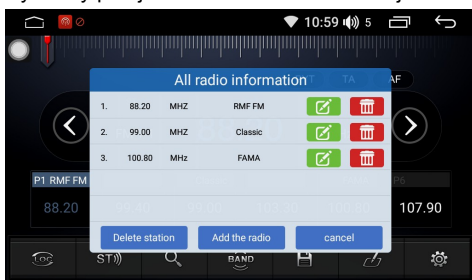 10:59 5
TA AF
All radio information
1. 88.20 MHZ RMF FM
2. 99.00 MHZ Classic
3. 100.80 MHz FAMA
P1 RMF FM P6
88.20 107.90
Delete station Add the radio cancel
LOC ST BAND